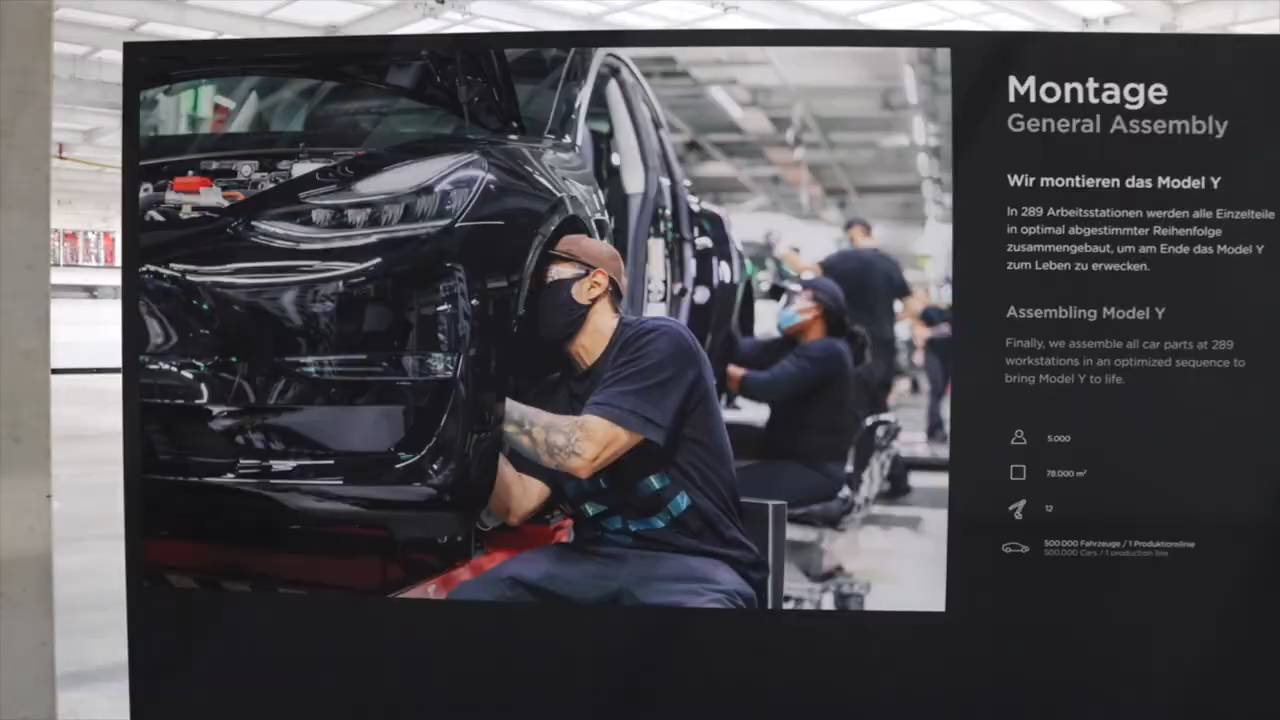 Montage
General Assembly
Wir montieren das Model Y
In 289 Arbeitsstationen werden alle Einzelteile
in optimal abgestimmter Reihenfolge
zusammengebaut, um am Ende das Model Y
zum Leben zu erwecken.
Assembling Model Y
Finally, we assemble all car parts at 289
workstations in an optimized sequence to
bring Model Y to life.
5.000
78.000 m²
12
500.000 Fahrzeuge / 1 Produktionslinie
500.000 Cars / 1 production line